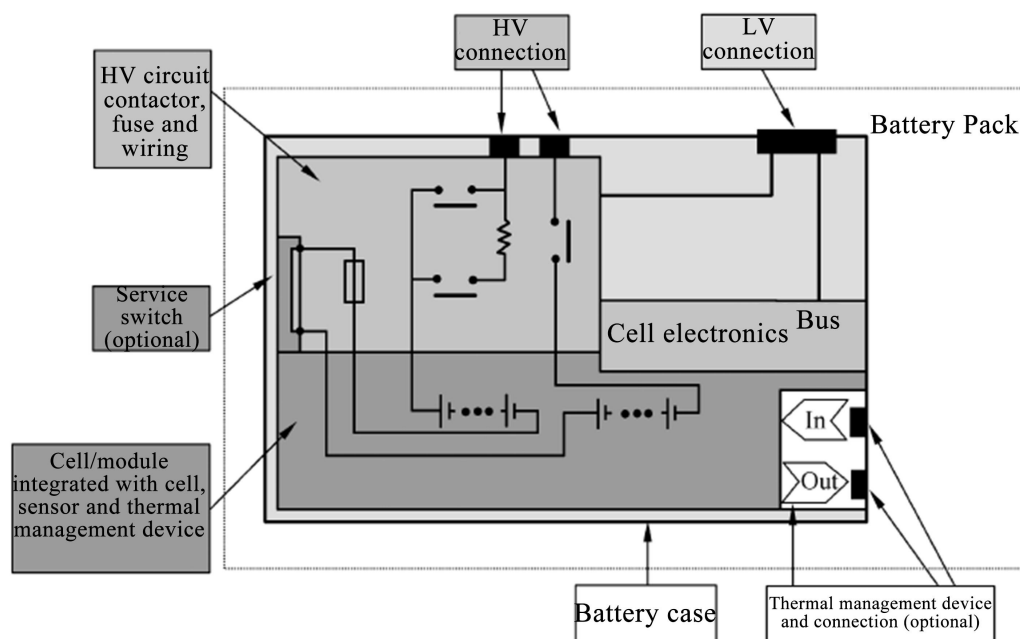 HV
connection
LV
connection
HV circuit
contactor,
fuse and
wiring
Battery Pack
Service
switch
(optional)
Cell electronics
Bus
In
Out
Cell/module
integrated with cell,
sensor and thermal
management device
Battery case
Thermal management device
and connection (optional)